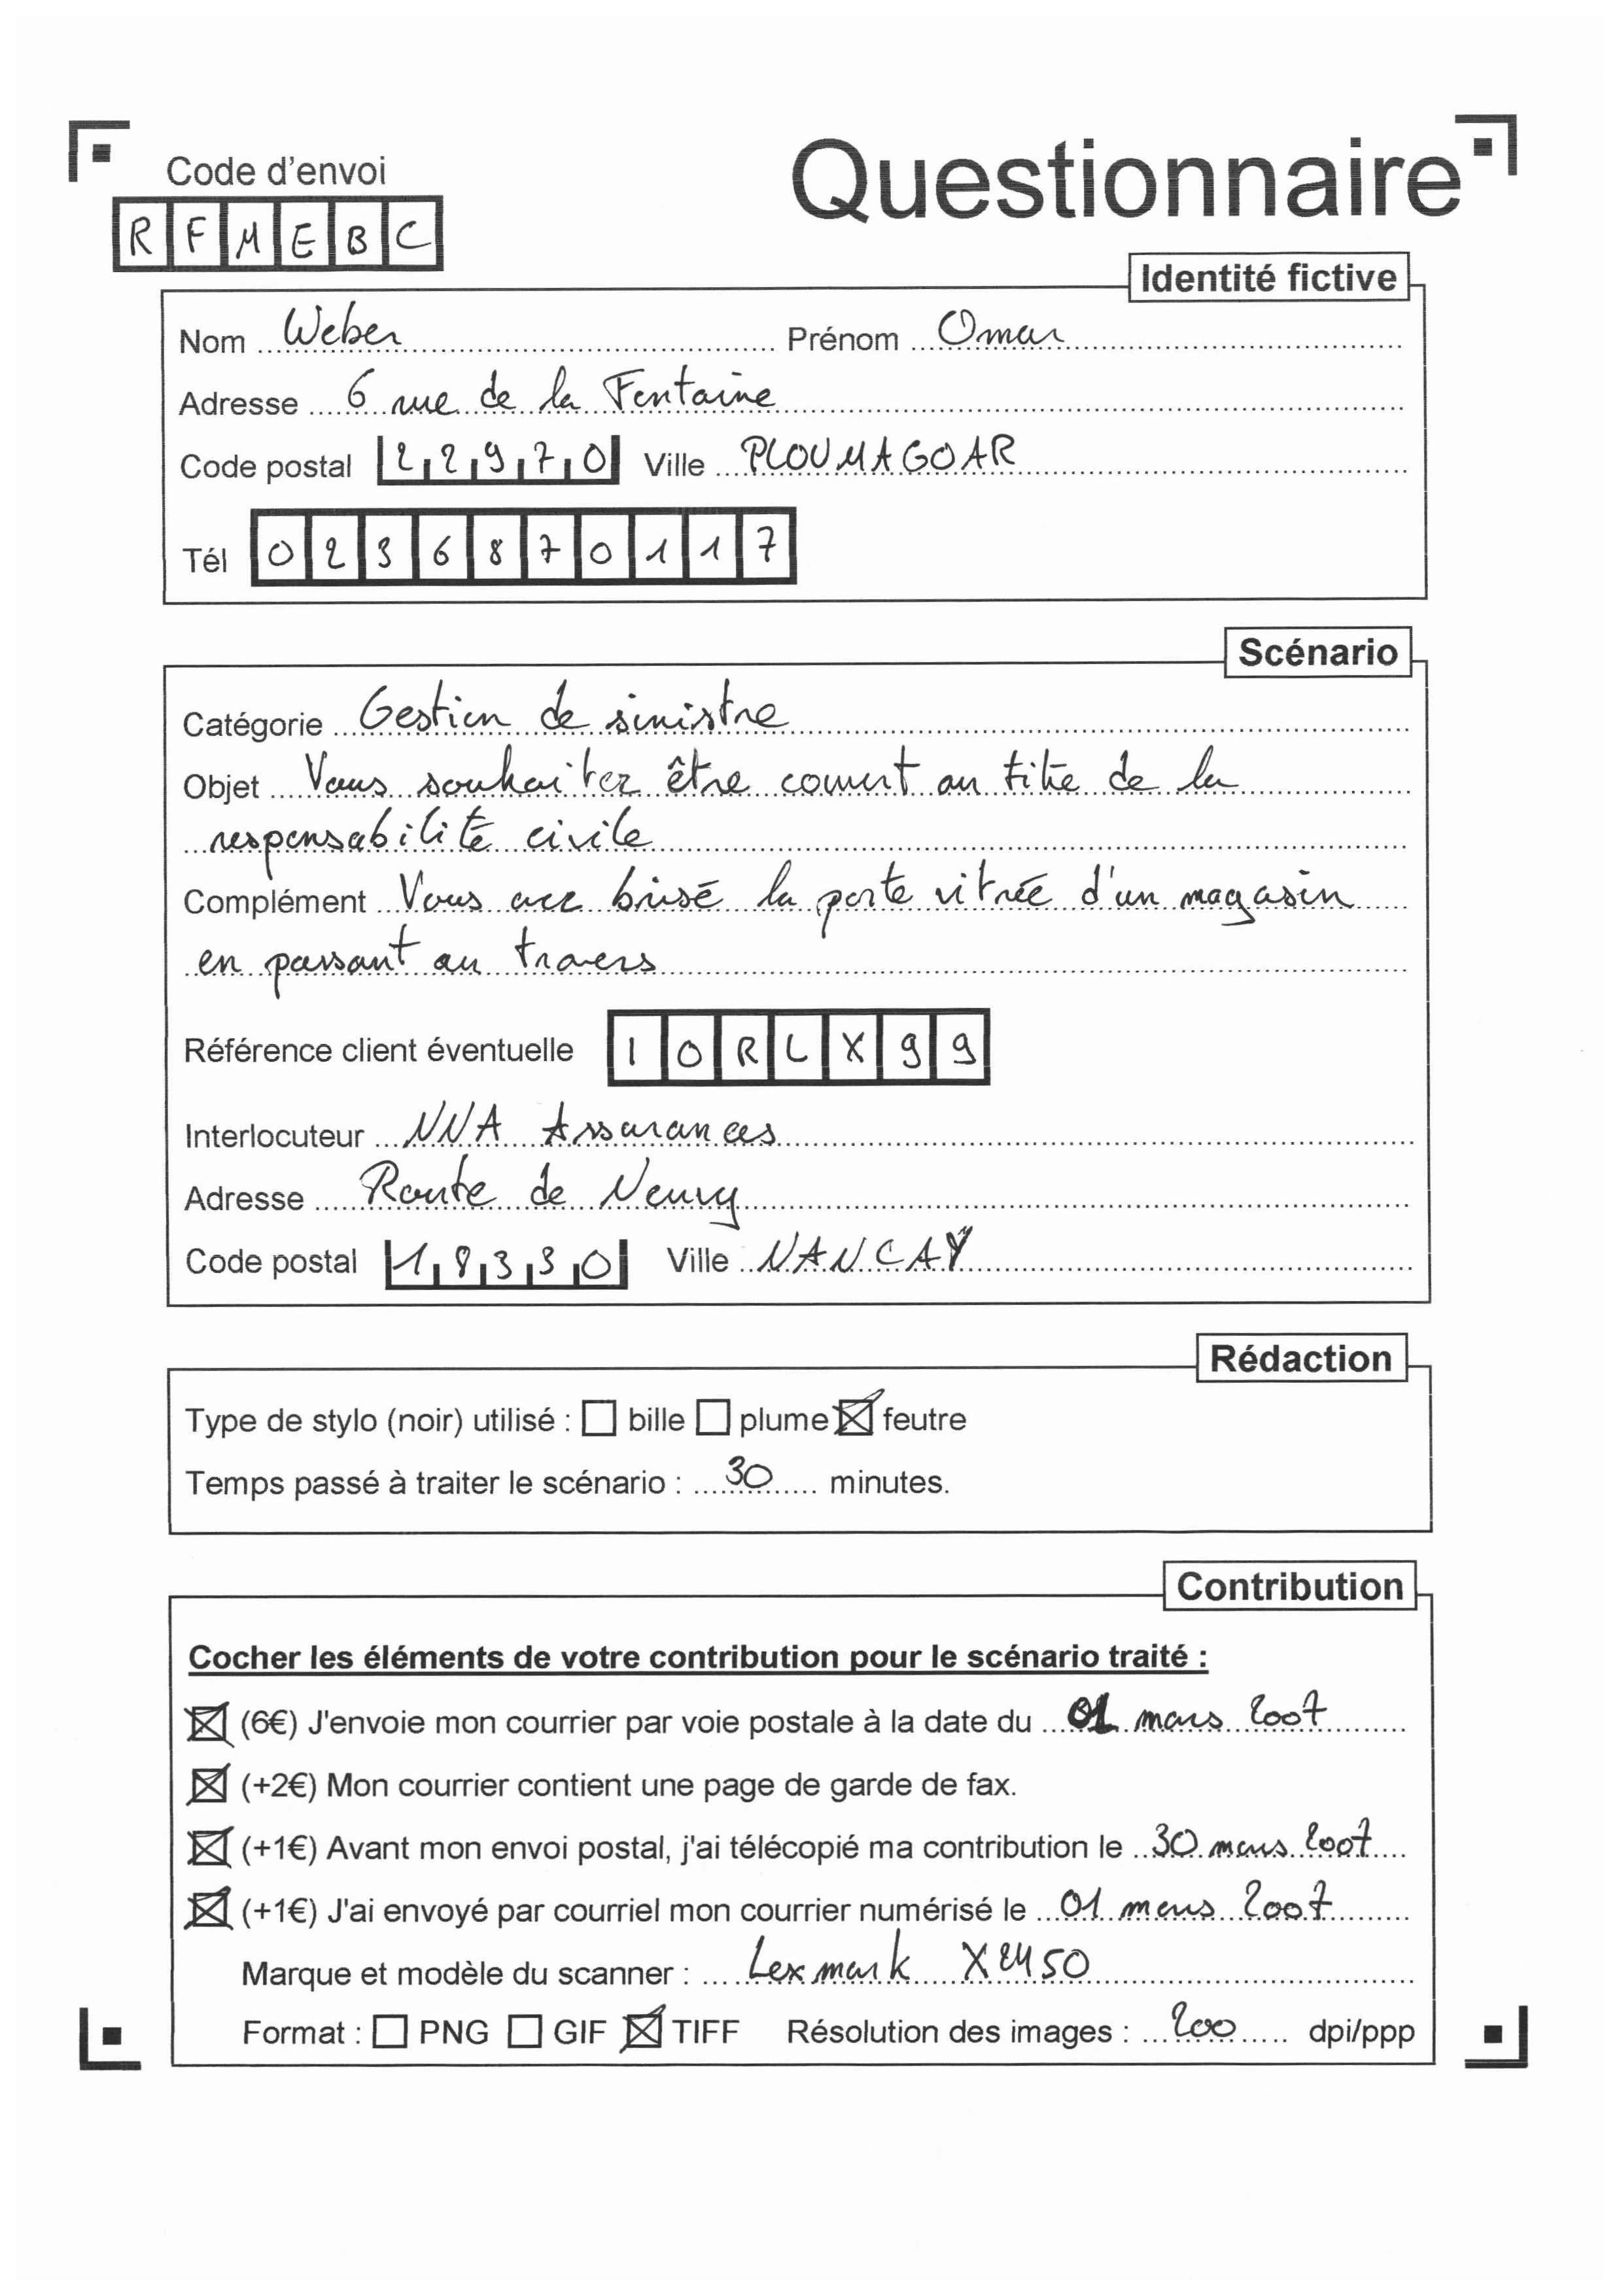 Code d'envoi
Questionnaire
RFMEBC
Identité fictive
Nom Weber Prénom Omar
Adresse 6 rue de la Fontaine
Code postal 22970 Ville PLOUMAGOAR
Tél 0236870117
Scénario
Catégorie Gestion de sinistre
Objet Vous souhaitez être couvert au titre de la
responsabilité civile
Complément Vous avez brisé la porte vitrée d'un magasin
en passant au travers
Référence client éventuelle IORLX99
Interlocuteur NNA Assurances
Adresse Route de Neuvy
Code postal 18330 Ville NANCAY
Rédaction
Type de stylo (noir) utilisé : bille plume feutre
Temps passé à traiter le scénario : 30 minutes.
Contribution
Cocher les éléments de votre contribution pour le scénario traité :
(6€) J'envoie mon courrier par voie postale à la date du 01 mars 2007
(+2€) Mon courrier contient une page de garde de fax.
(+1€) Avant mon envoi postal, j'ai télécopié ma contribution le 30 mars 2007
(+1€) J'ai envoyé par courriel mon courrier numérisé le 01 mars 2007
Marque et modèle du scanner : Lexmark X2450
Format : PNG GIF TIFF Résolution des images : 200 dpi/ppp